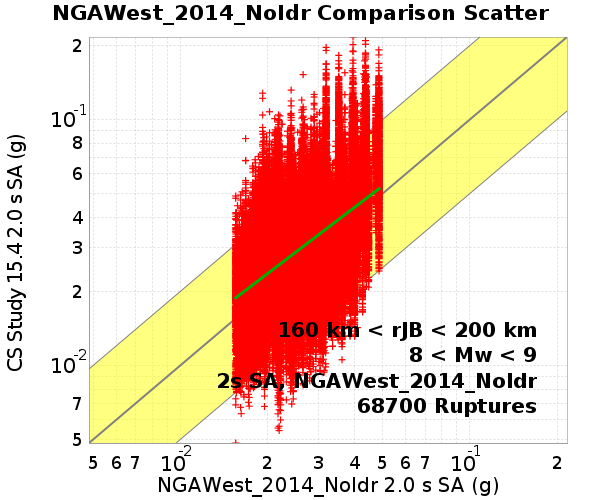 NGAWest_2014_NoIdr Comparison Scatter
CS Study 15.4 2.0 s SA (g)
2
10-1
8
6
4
3
2
10-2
8
7
5
160 km < rJB < 200 km
8 < Mw < 9
2s SA, NGAWest_2014_NoIdr
68700 Ruptures
5 6 7 10-2 2 3 4 5 6 7 10-1 2
NGAWest_2014_NoIdr 2.0 s SA (g)